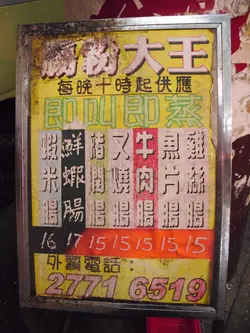 腸粉大王
每晚十時起供應
即叫即蒸
蝦米腸 16
鮮蝦腸 17
豬膶腸 15
叉燒腸 15
牛肉腸 15
魚片腸 15
雞絲腸 15
外賣電話:
2771 6519